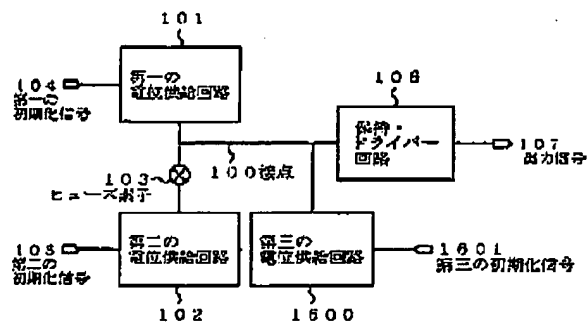 101
104
第一の
初期化信号
第一の
電位供給回路
106
保持・
ドライバー
回路
107
出力信号
100接点
103
ヒューズ素子
105
第二の
初期化信号
第二の
電位供給回路
102
第三の
電位供給回路
1600
1601
第三の初期化信号